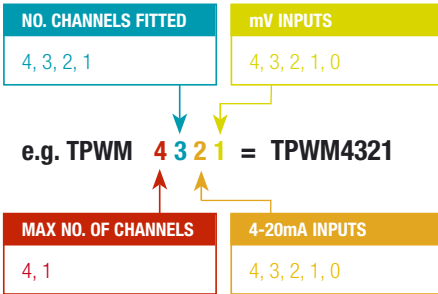 NO. CHANNELS FITTED
4, 3, 2, 1
mV INPUTS
4, 3, 2, 1, 0
e.g. TPWM 4 3 2 1 = TPWM4321
MAX NO. OF CHANNELS
4, 1
4-20mA INPUTS
4, 3, 2, 1, 0